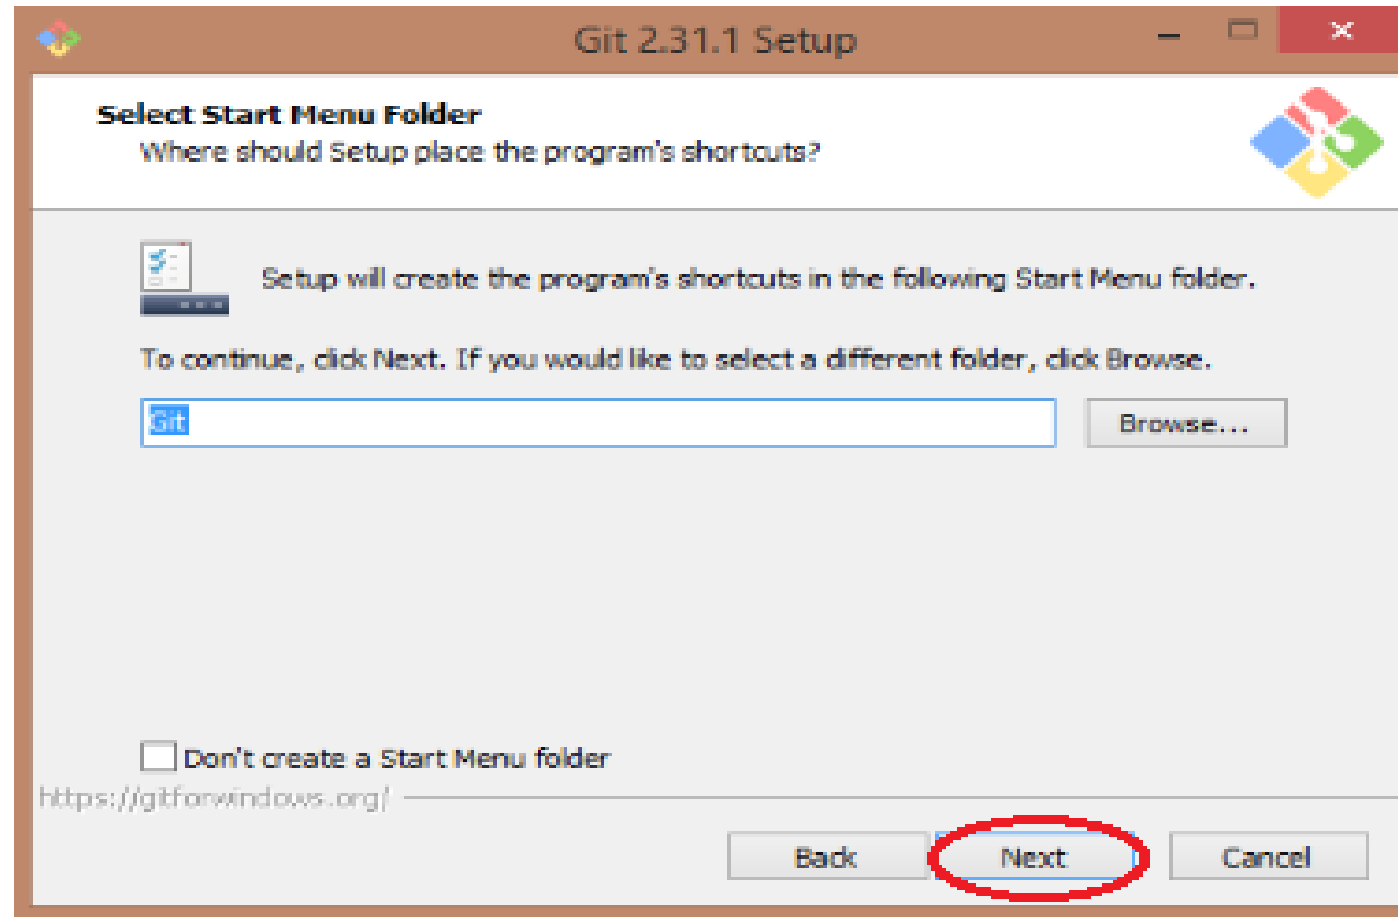 Git 2.31.1 Setup
Select Start Menu Folder
Where should Setup place the program's shortcuts?
Setup will create the program's shortcuts in the following Start Menu folder.
To continue, click Next. If you would like to select a different folder, click Browse.
Git
Browse...
Don't create a Start Menu folder
https://gitforwindows.org/
Back
Next
Cancel